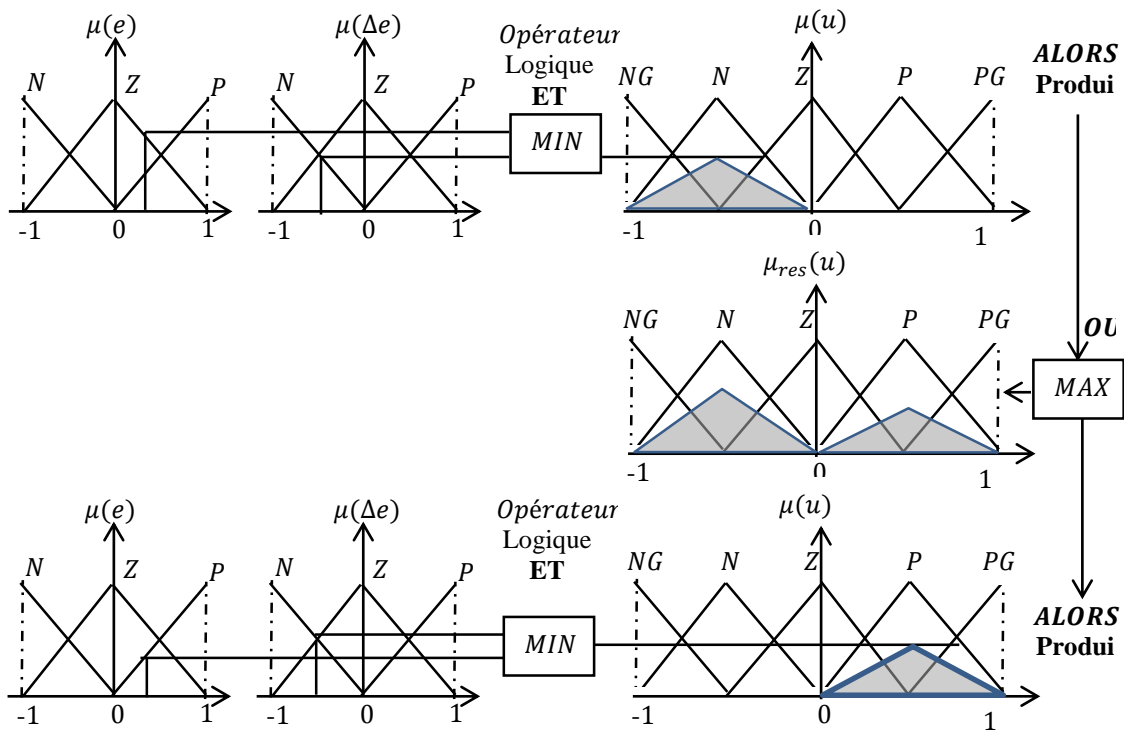 μ(e)
μ(Δe)
Opérateur
Logique
ET
μ(u)
ALORS
Produi
N
Z
P
N
Z
P
MIN
NG
N
Z
P
PG
-1
0
1
-1
0
1
-1
0
1
μres(u)
NG
N
Z
P
PG
OU
MAX
-1
0
1
μ(e)
μ(Δe)
Opérateur
Logique
ET
μ(u)
N
Z
P
N
Z
P
NG
N
Z
P
PG
MIN
ALORS
Produi
-1
0
1
-1
0
1
-1
0
1